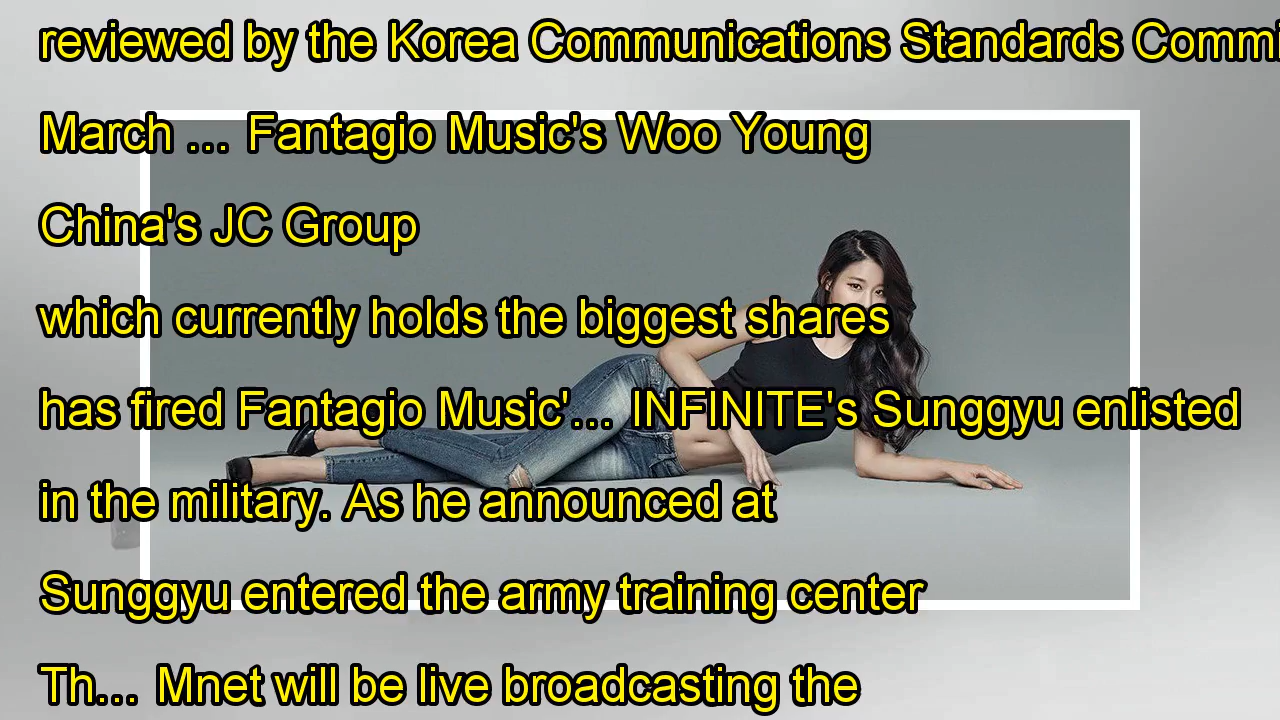 reviewed by the Korea Communications Standards Commi
March ... Fantagio Music's Woo Young
China's JC Group
which currently holds the biggest shares
has fired Fantagio Music'... INFINITE's Sunggyu enlisted
in the military. As he announced at
Sunggyu entered the army training center
Th... Mnet will be live broadcasting the